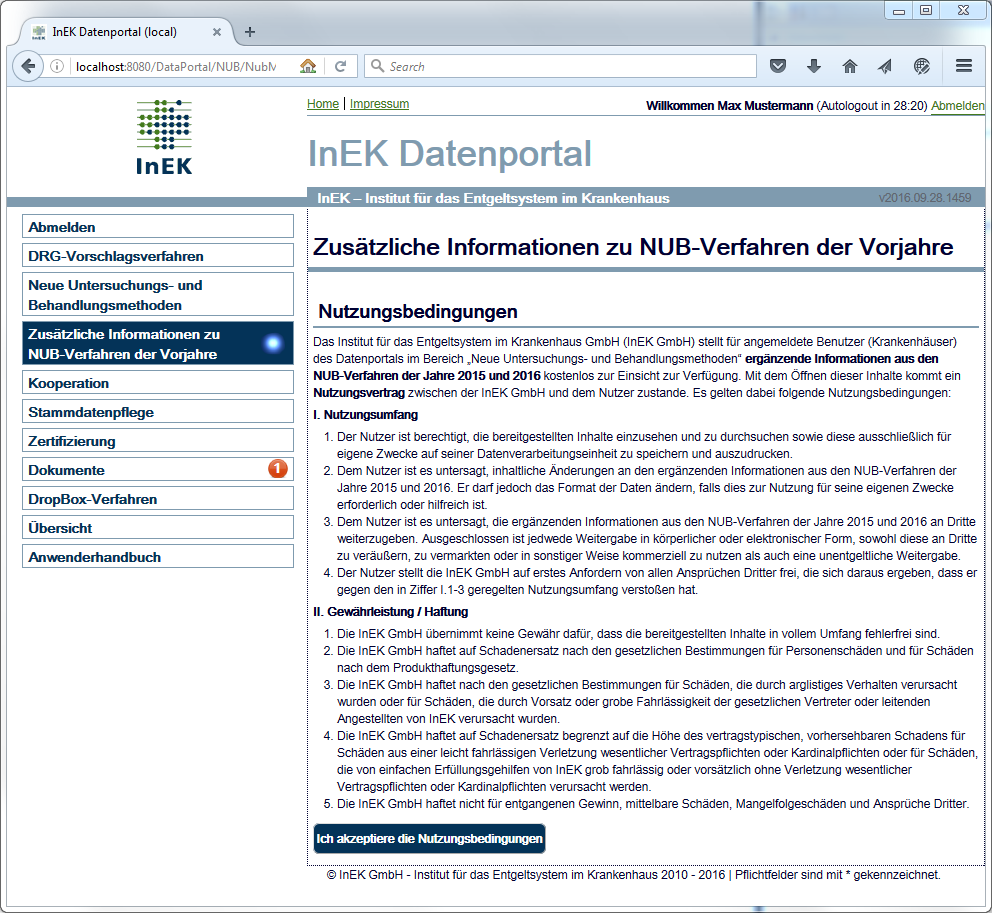 InEK Datenportal (local)
localhost:8080/DataPortal/NUB/NubM
Search
InEK
Home | Impressum
Willkommen Max Mustermann (Autologout in 28:20) Abmelden
InEK Datenportal
InEK – Institut für das Entgeltsystem im Krankenhaus
v2016.09.28.1459
Abmelden
DRG-Vorschlagsverfahren
Neue Untersuchungs- und
Behandlungsmethoden
Zusätzliche Informationen zu
NUB-Verfahren der Vorjahre
Kooperation
Stammdatenpflege
Zertifizierung
Dokumente 1
DropBox-Verfahren
Übersicht
Anwenderhandbuch
Zusätzliche Informationen zu NUB-Verfahren der Vorjahre
Nutzungsbedingungen
Das Institut für das Entgeltsystem im Krankenhaus GmbH (InEK GmbH) stellt für angemeldete Benutzer (Krankenhäuser)
des Datenportals im Bereich „Neue Untersuchungs- und Behandlungsmethoden“ ergänzende Informationen aus den
NUB-Verfahren der Jahre 2015 und 2016 kostenlos zur Einsicht zur Verfügung. Mit dem Öffnen dieser Inhalte kommt ein
Nutzungsvertrag zwischen der InEK GmbH und dem Nutzer zustande. Es gelten dabei folgende Nutzungsbedingungen:
I. Nutzungsumfang
1. Der Nutzer ist berechtigt, die bereitgestellten Inhalte einzusehen und zu durchsuchen sowie diese ausschließlich für
eigene Zwecke auf seiner Datenverarbeitungseinheit zu speichern und auszudrucken.
2. Dem Nutzer ist es untersagt, inhaltliche Änderungen an den ergänzenden Informationen aus den NUB-Verfahren der
Jahre 2015 und 2016. Er darf jedoch das Format der Daten ändern, falls dies zur Nutzung für seine eigenen Zwecke
erforderlich oder hilfreich ist.
3. Dem Nutzer ist es untersagt, die ergänzenden Informationen aus den NUB-Verfahren der Jahre 2015 und 2016 an Dritte
weiterzugeben. Ausgeschlossen ist jedwede Weitergabe in körperlicher oder elektronischer Form, sowohl diese an Dritte
zu veräußern, zu vermarkten oder in sonstiger Weise kommerziell zu nutzen als auch eine unentgeltliche Weitergabe.
4. Der Nutzer stellt die InEK GmbH auf erstes Anfordern von allen Ansprüchen Dritter frei, die sich daraus ergeben, dass er
gegen den in Ziffer I.1-3 geregelten Nutzungsumfang verstoßen hat.
II. Gewährleistung / Haftung
1. Die InEK GmbH übernimmt keine Gewähr dafür, dass die bereitgestellten Inhalte in vollem Umfang fehlerfrei sind.
2. Die InEK GmbH haftet auf Schadenersatz nach den gesetzlichen Bestimmungen für Personenschäden und für Schäden
nach dem Produkthaftungsgesetz.
3. Die InEK GmbH haftet nach den gesetzlichen Bestimmungen für Schäden, die durch arglistiges Verhalten verursacht
wurden oder für Schäden, die durch Vorsatz oder grobe Fahrlässigkeit der gesetzlichen Vertreter oder leitenden
Angestellten von InEK verursacht wurden.
4. Die InEK GmbH haftet auf Schadenersatz begrenzt auf die Höhe des vertragstypischen, vorhersehbaren Schadens für
Schäden aus einer leicht fahrlässigen Verletzung wesentlicher Vertragspflichten oder Kardinalpflichten oder für Schäden,
die von einfachen Erfüllungsgehilfen von InEK grob fahrlässig oder vorsätzlich ohne Verletzung wesentlicher
Vertragspflichten oder Kardinalpflichten verursacht werden.
5. Die InEK GmbH haftet nicht für entgangenen Gewinn, mittelbare Schäden, Mangelfolgeschäden und Ansprüche Dritter.
Ich akzeptiere die Nutzungsbedingungen
© InEK GmbH - Institut für das Entgeltsystem im Krankenhaus 2010 - 2016 | Pflichtfelder sind mit * gekennzeichnet.